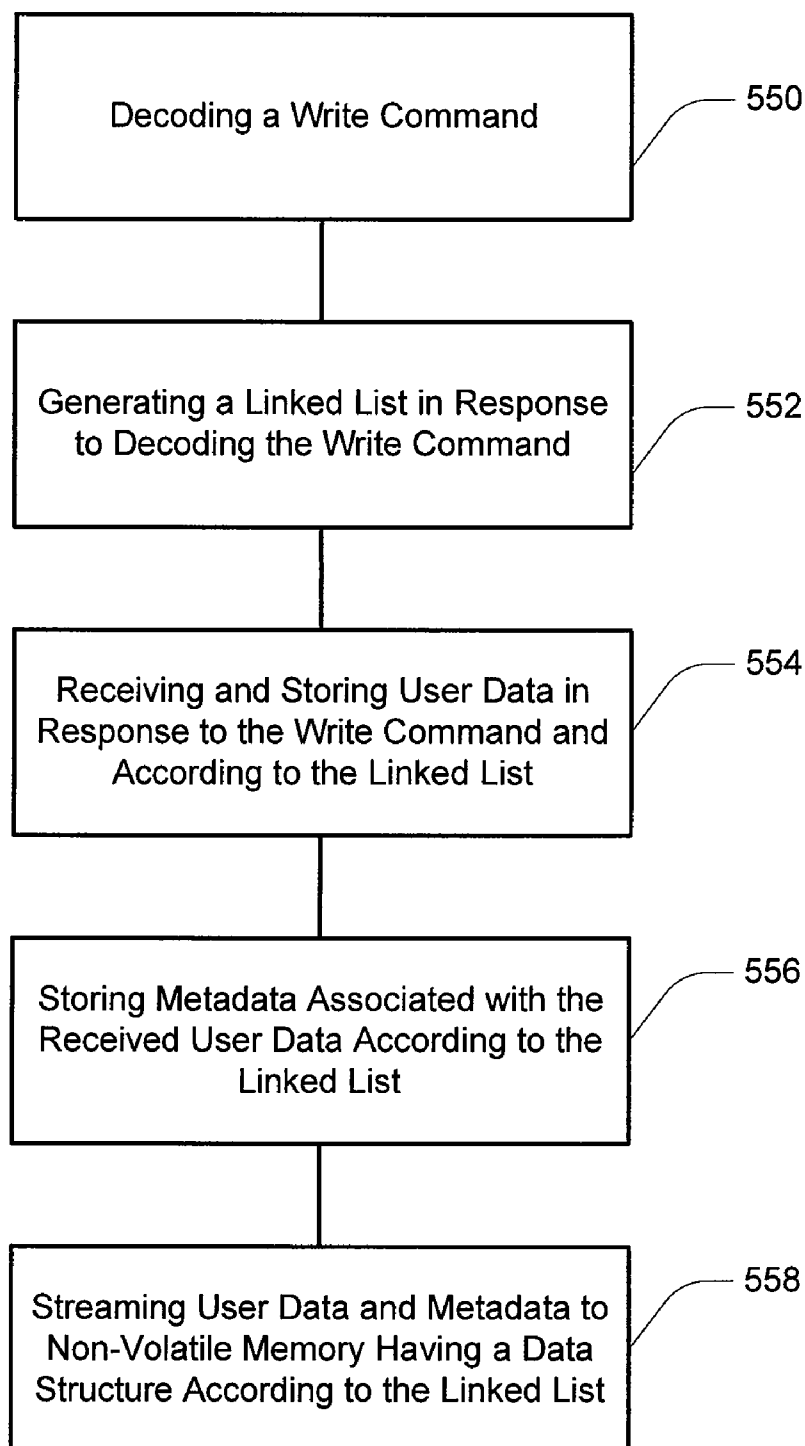 Decoding a Write Command
550
Generating a Linked List in Response
to Decoding the Write Command
552
Receiving and Storing User Data in
Response to the Write Command and
According to the Linked List
554
Storing Metadata Associated with the
Received User Data According to the
Linked List
556
Streaming User Data and Metadata to
Non-Volatile Memory Having a Data
Structure According to the Linked List
558